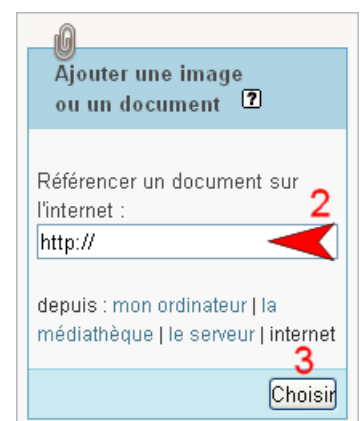 Ajouter une image
ou un document ?
Référencer un document sur
l'internet :
2
http://
depuis : mon ordinateur | la
médiathèque | le serveur | internet
3
Choisir